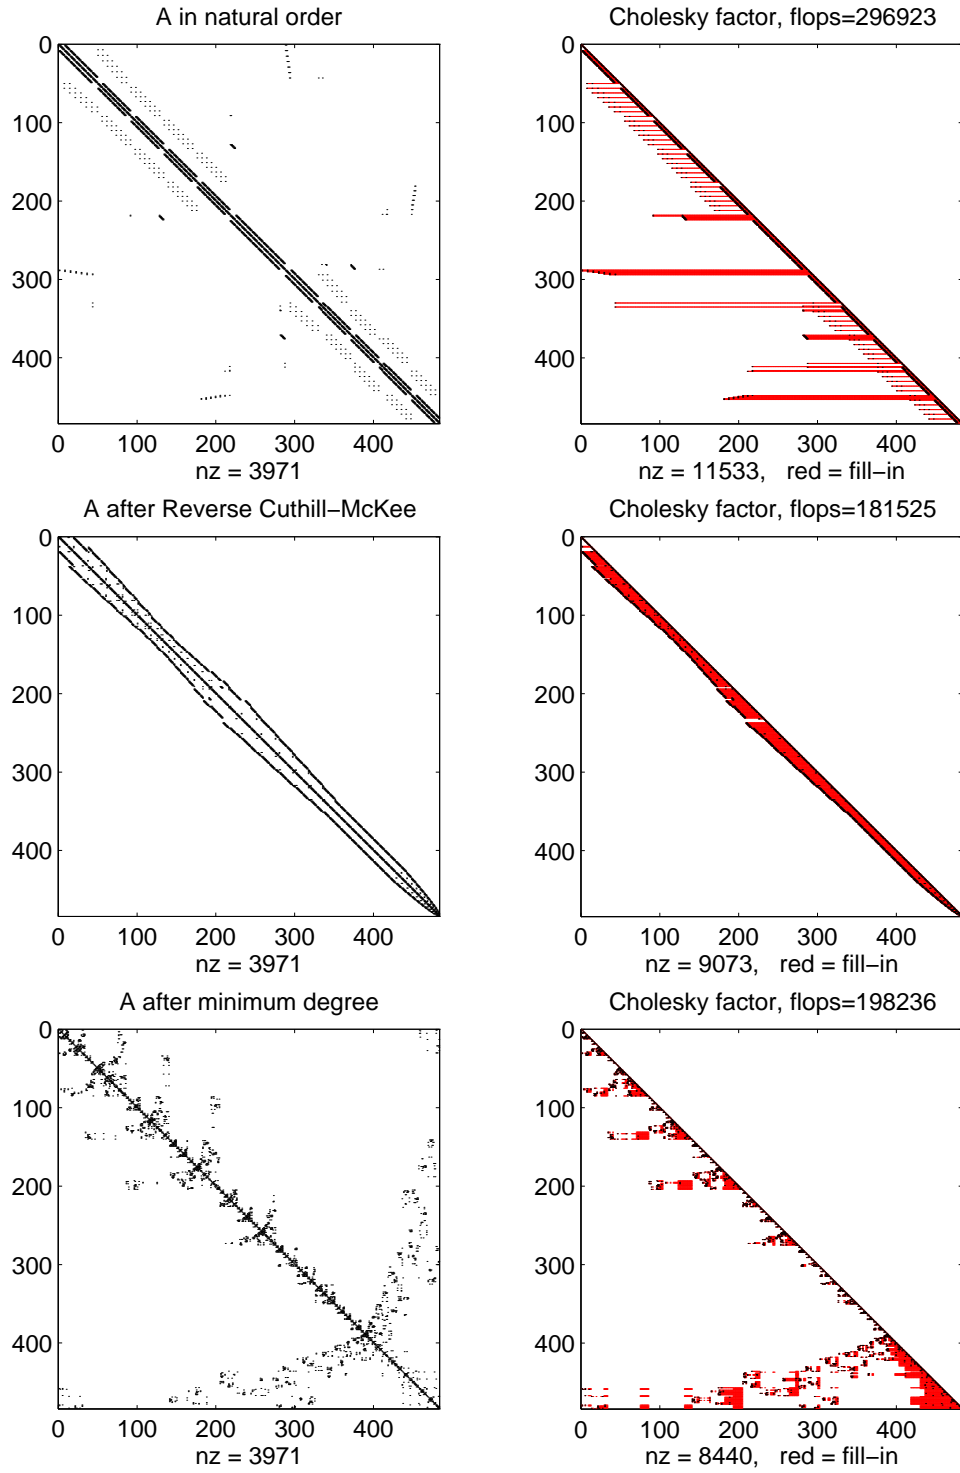 A in natural order
0
100
200
300
400
0 100 200 300 400
nz = 3971
Cholesky factor, flops=296923
0
100
200
300
400
0 100 200 300 400
nz = 11533, red = fill-in
A after Reverse Cuthill-McKee
0
100
200
300
400
0 100 200 300 400
nz = 3971
Cholesky factor, flops=181525
0
100
200
300
400
0 100 200 300 400
nz = 9073, red = fill-in
A after minimum degree
0
100
200
300
400
0 100 200 300 400
nz = 3971
Cholesky factor, flops=198236
0
100
200
300
400
0 100 200 300 400
nz = 8440, red = fill-in